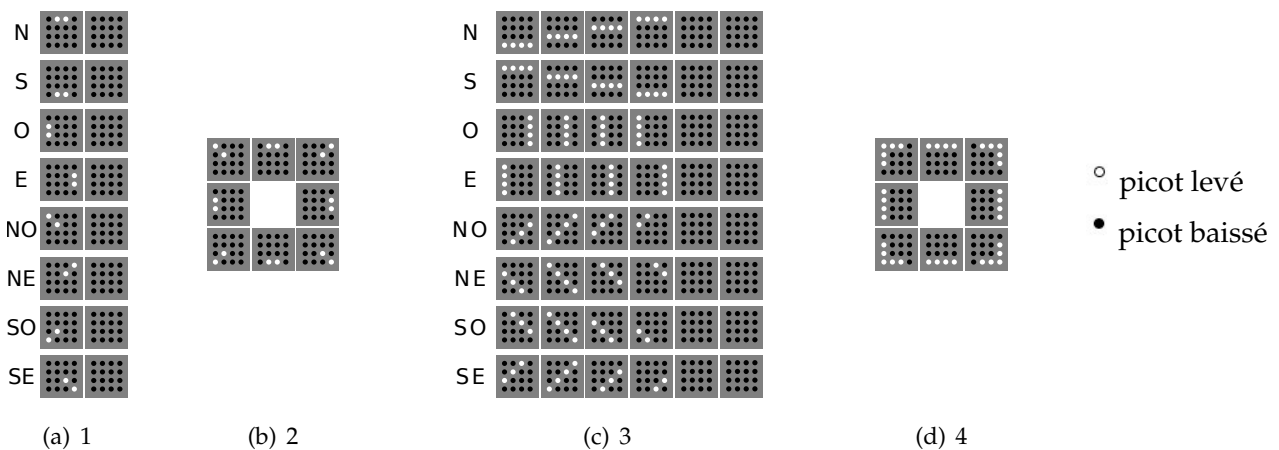 N
S
O
E
NO
NE
SO
SE
(a) 1
(b) 2
N
S
O
E
NO
NE
SO
SE
(c) 3
(d) 4
picot levé
picot baissé